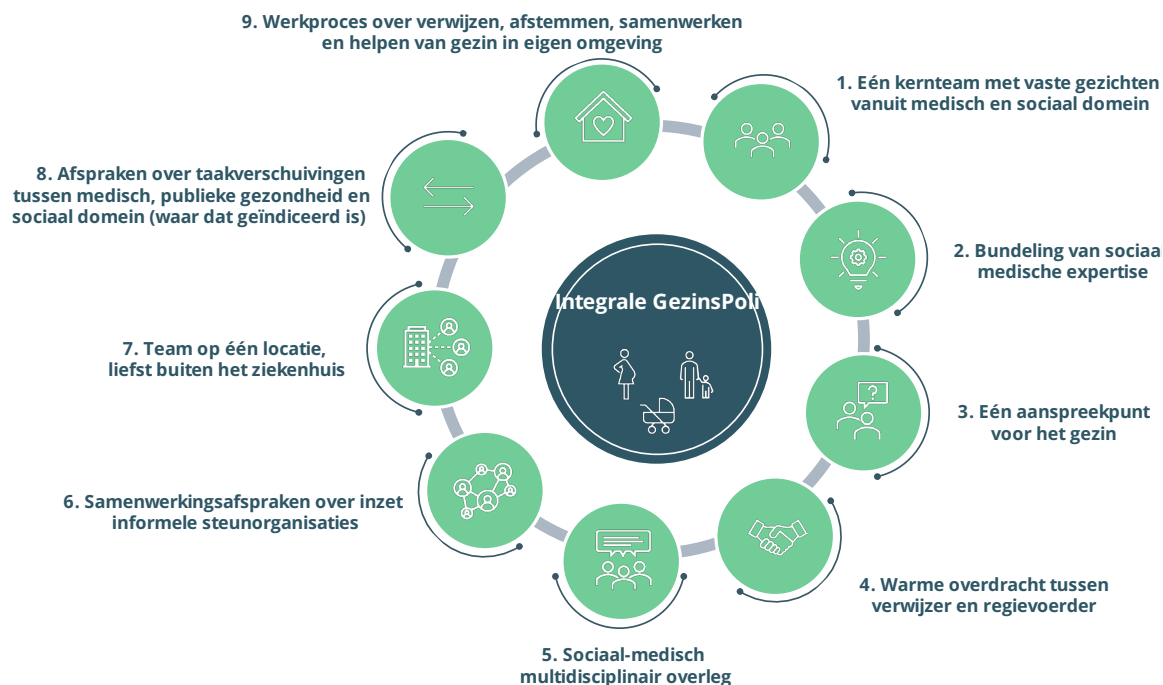 9. Werkproces over verwijzen, afstemmen, samenwerken
en helpen van gezin in eigen omgeving
1. Eén kernteam met vaste gezichten
vanuit medisch en sociaal domein
2. Bundeling van sociaa
medische expertise
3. Eén aanspreekpunt
voor het gezin
4. Warme overdracht tussen
verwijzer en regievoerder
5. Sociaal-medisch
multidisciplinair overleg
6. Samenwerkingsafspraken over inzet
informele steunorganisaties
7. Team op één locatie,
liefst buiten het ziekenhuis
8. Afspraken over taakverschuivingen
tussen medisch, publieke gezondheid en
sociaal domein (waar dat geïndiceerd is)
Integrale GezinsPoli
?